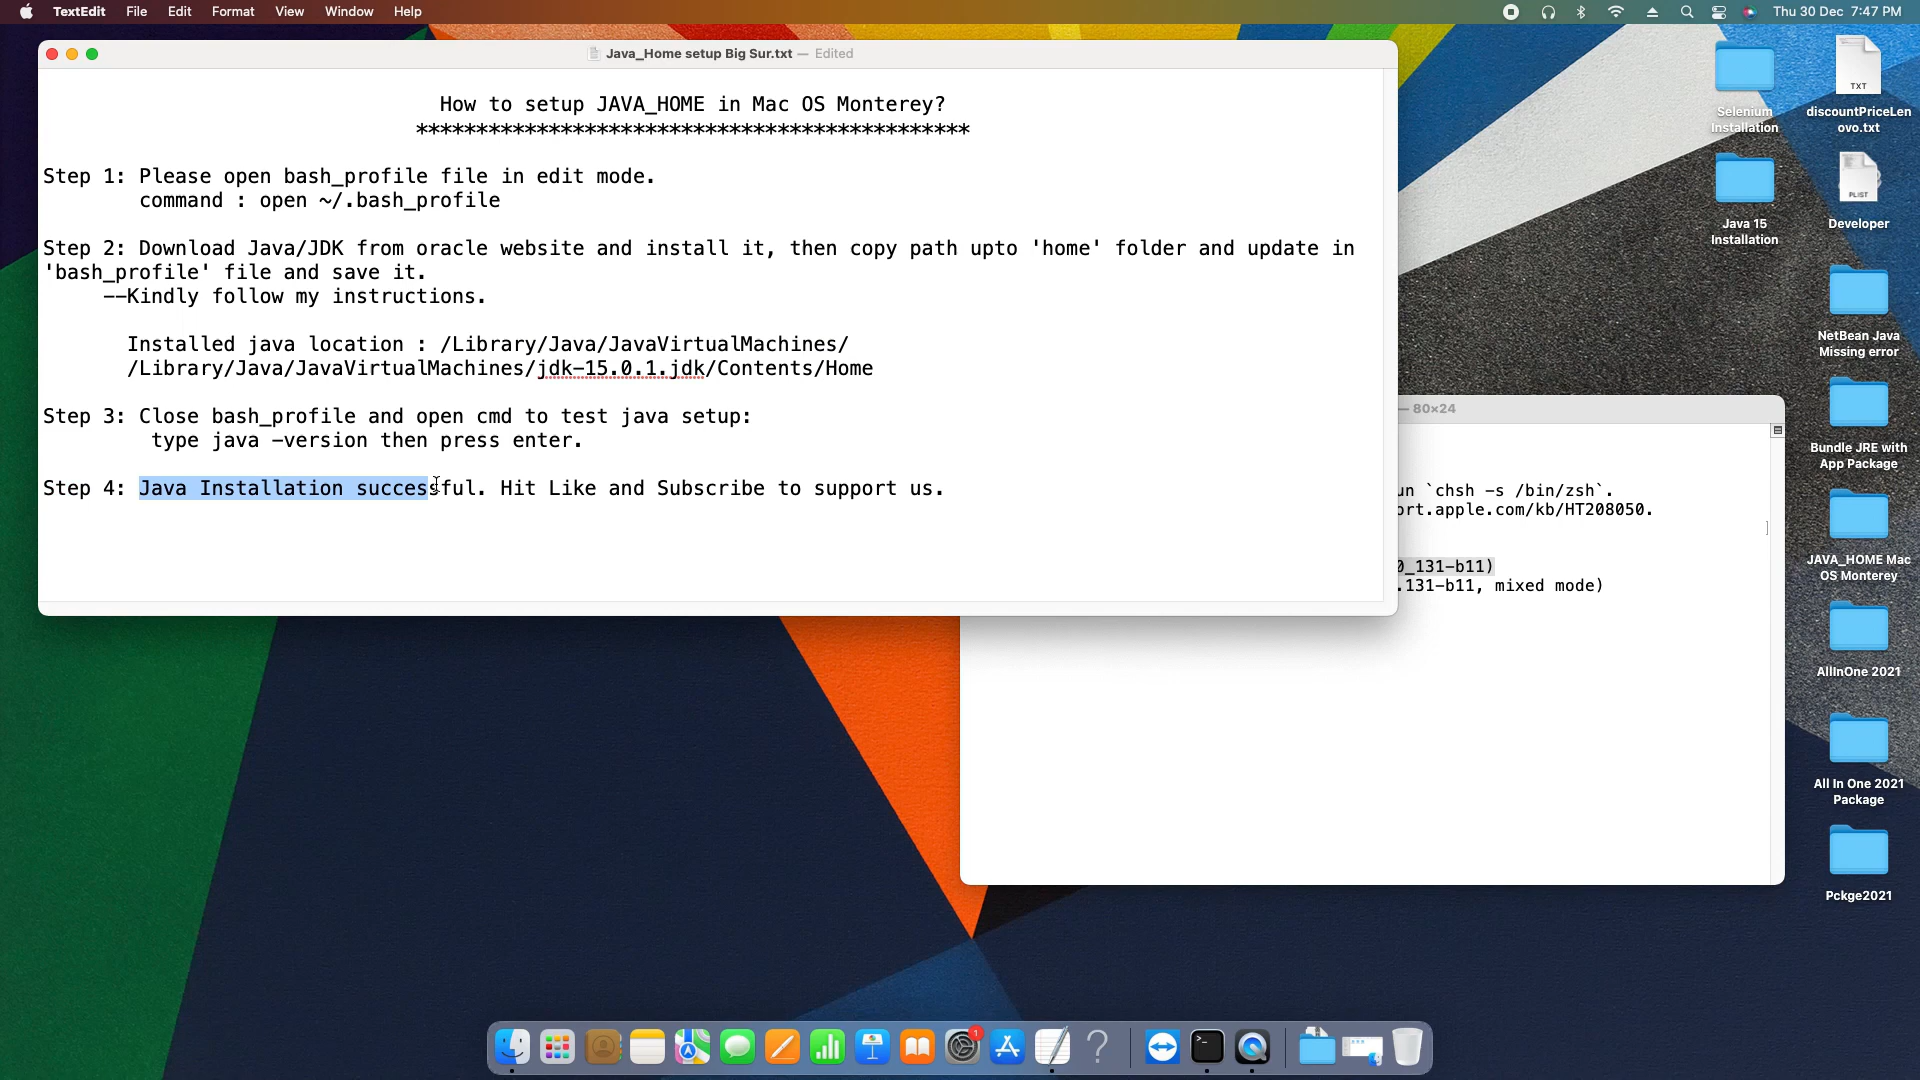 TextEdit File Edit Format View Window Help
Thu 30 Dec 7:47 PM
Java_Home setup Big Sur.txt — Edited
How to setup JAVA_HOME in Mac OS Monterey?
**********************************************
Step 1: Please open bash_profile file in edit mode.
command : open ~/.bash_profile
Step 2: Download Java/JDK from oracle website and install it, then copy path upto 'home' folder and update in
'bash_profile' file and save it.
--Kindly follow my instructions.
Installed java location : /Library/Java/JavaVirtualMachines/
/Library/Java/JavaVirtualMachines/jdk-15.0.1.jdk/Contents/Home
Step 3: Close bash_profile and open cmd to test java setup:
type java -version then press enter.
Step 4: Java Installation successful. Hit Like and Subscribe to support us.
— 80×24
un `chsh -s /bin/zsh`.
ort.apple.com/kb/HT208050.
0_131-b11)
.131-b11, mixed mode)
Selenium
Installation
TXT
discountPriceLen
ovo.txt
Java 15
Installation
PLIST
Developer
NetBean Java
Missing error
Bundle JRE with
App Package
JAVA_HOME Mac
OS Monterey
AllInOne 2021
All In One 2021
Package
Pckge2021
1